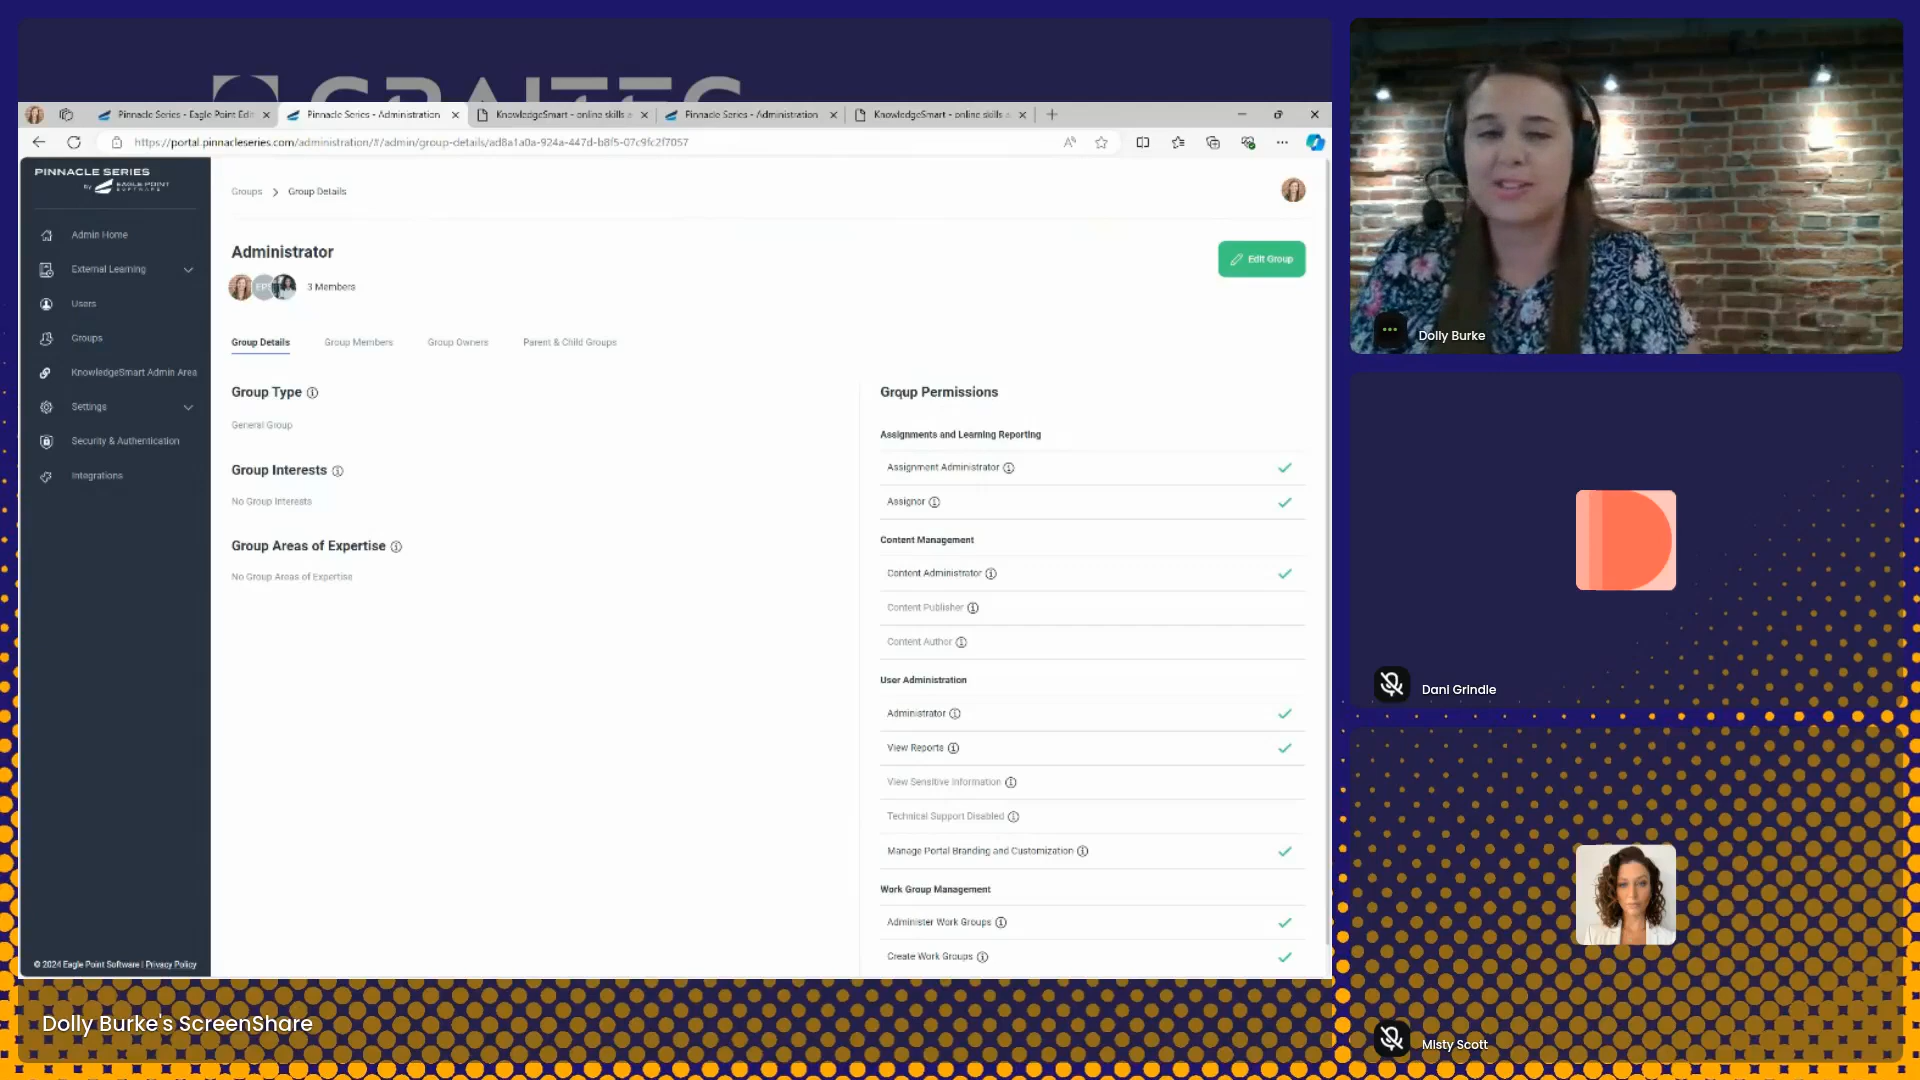 GRAITEC
Pinnacle Series - Eagle Point Edi
Pinnacle Series - Administration
KnowledgeSmart - online skills a
Pinnacle Series - Administration
KnowledgeSmart - online skills a
https://portal.pinnacleseries.com/administration/#/admin/group-details/ad8a1a0a-924a-447d-b8f5-07c9fc2f7057
PINNACLE SERIES
by EAGLE POINT
SOFTWARE
Admin Home
External Learning
Users
Groups
KnowledgeSmart Admin Area
Settings
Security & Authentication
Integrations
© 2024 Eagle Point Software | Privacy Policy
Groups > Group Details
Administrator
Edit Group
3 Members
Group Details
Group Members
Group Owners
Parent & Child Groups
Group Type
General Group
Group Interests
No Group Interests
Group Areas of Expertise
No Group Areas of Expertise
Group Permissions
Assignments and Learning Reporting
Assignment Administrator
Assignor
Content Management
Content Administrator
Content Publisher
Content Author
User Administration
Administrator
View Reports
View Sensitive Information
Technical Support Disabled
Manage Portal Branding and Customization
Work Group Management
Administer Work Groups
Create Work Groups
Dolly Burke's ScreenShare
Dolly Burke
Dani Grindle
Misty Scott